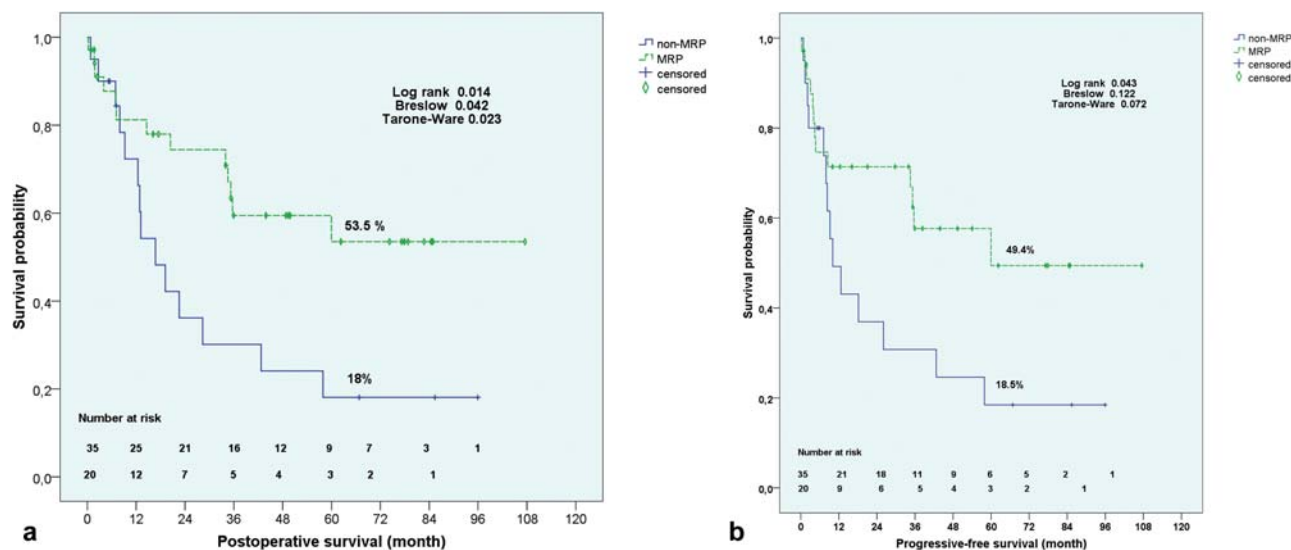 1,0
0,8
0,6
0,4
0,2
0,0
Survival probability
Log rank 0.014
Breslow 0.042
Tarone-Ware 0.023
53.5 %
18%
Number at risk
35 25 21 16 12 9 7 3 1
20 12 7 5 4 3 2 1
0 12 24 36 48 60 72 84 96 108 120
Postoperative survival (month)
a
non-MRP
MRP
censored
censored
1,0
0,8
0,6
0,4
0,2
0,0
Survival probability
Log rank 0.043
Breslow 0.122
Tarone-Ware 0.072
49.4%
18.5%
Number at risk
35 21 18 11 9 6 5 2 1
20 9 6 5 4 3 2 1
0 12 24 36 48 60 72 84 96 108 120
Progressive-free survival (month)
b
non-MRP
MRP
censored
censored